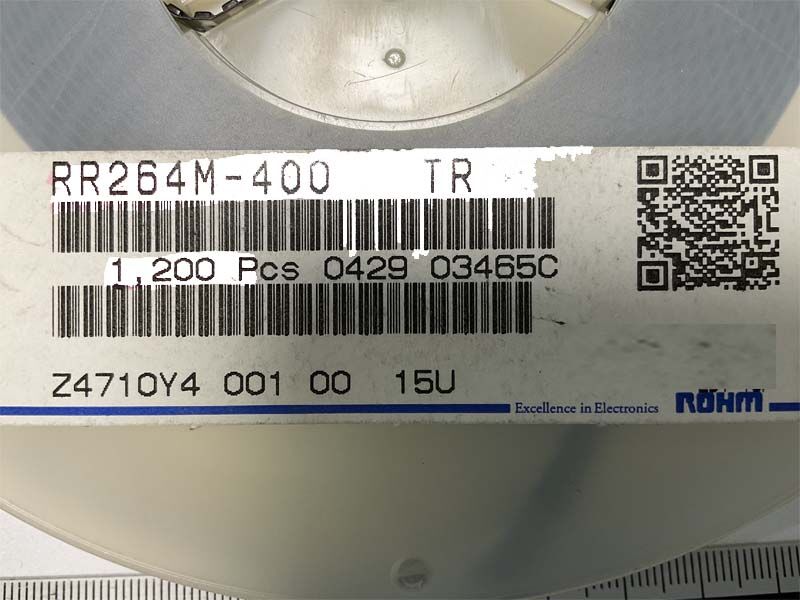 RR264M-400 TR
1,200 Pcs 0429 03465C
Z4710Y4 001 00 15U
Excellence in Electronics ROHM